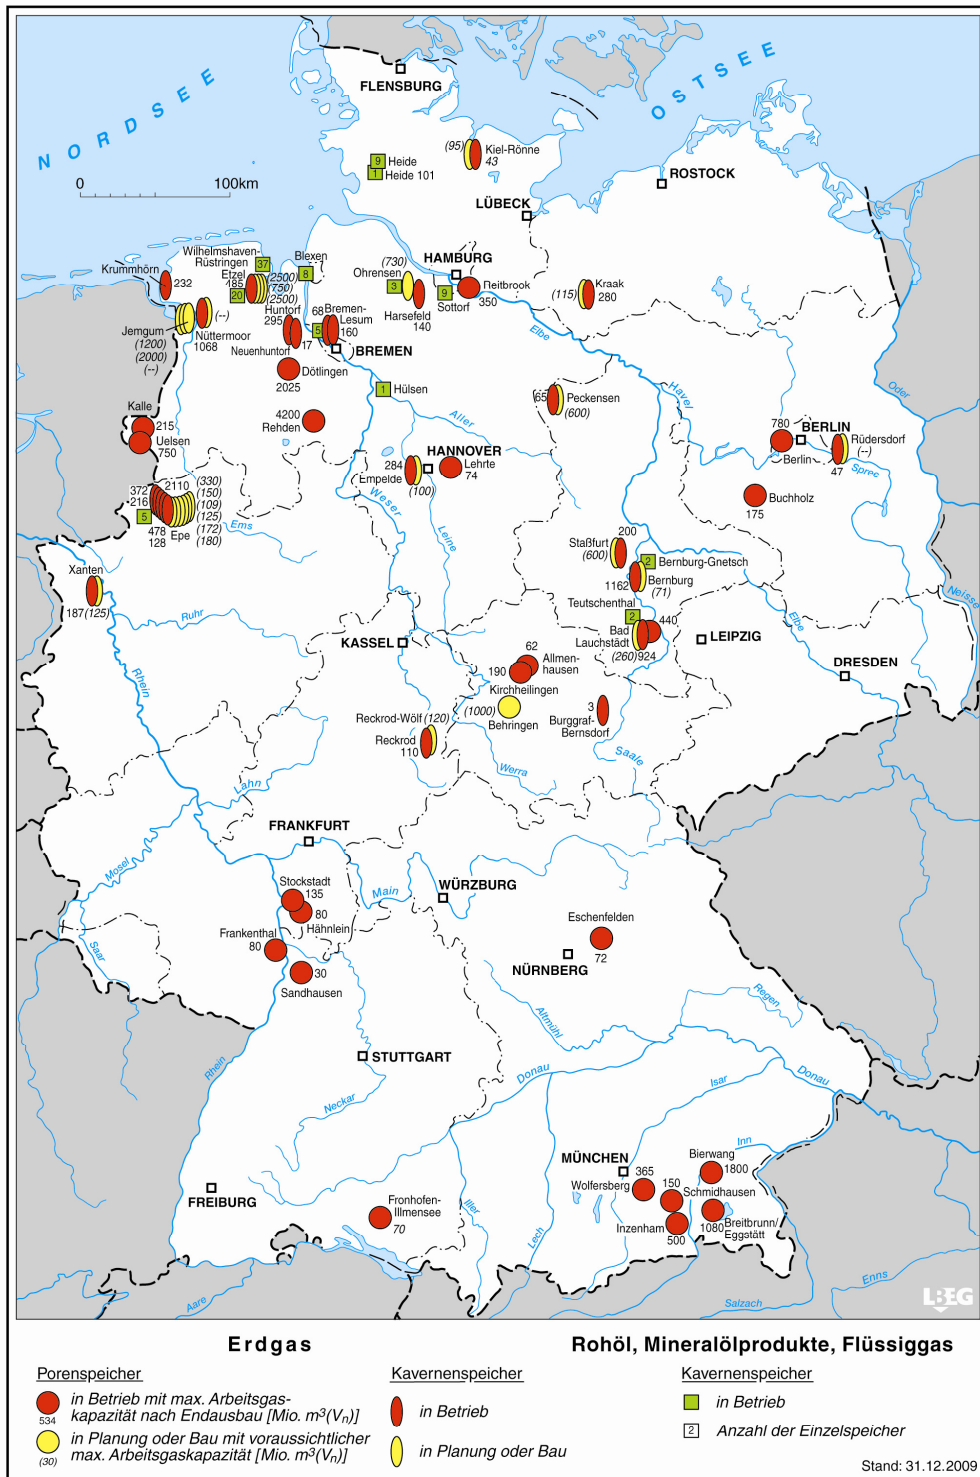 NORDSEE
OSTSEE
FLENSBURG
(95)
Kiel-Rönne
43
9
Heide
1
Heide 101
ROSTOCK
0
100km
LÜBECK
Wilhelmshaven-
Rüstringen
37
Blexen
8
(730)
Ohrensen
3
HAMBURG
Krummhörn
232
Etzel
485
20
(2500)
(750)
(2500)
9
Sottorf
Reitbrook
350
(115)
Kraak
280
Harsefeld
140
Jemgum
(1200)
(2000)
(--)
(--)
Nüttermoor
1068
Huntorf
295
17
Neuenhuntorf
68
Bremen-
Lesum
160
5
BREMEN
Elbe
Oder
Dötlingen
2025
1
Hülsen
Aller
Havel
65
Peckensen
(600)
Kalle
215
Uelsen
750
4200
Rehden
780
BERLIN
Berlin
Rüdersdorf
(--)
47
Spree
HANNOVER
284
Empelde
(100)
Lehrte
74
Buchholz
175
Weser
Leine
372
216
2110
5
478
128
Epe
(330)
(150)
(109)
(125)
(172)
(180)
Ems
200
Staßfurt
(600)
2
Bernburg-Gnetsch
1162
Bernburg
(71)
Xanten
187(125)
Ruhr
Rhein
Teutschenthal
2
Bad
Lauchstädt
440
(260)924
LEIPZIG
Elbe
Neisse
KASSEL
DRESDEN
62
Allmen-
hausen
190
Kirchheilingen
(1000)
Behringen
3
Burggraf-
Bernsdorf
Saale
Reckrod-Wölf (120)
Reckrod
110
Werra
Lahn
FRANKFURT
Mosel
Main
WÜRZBURG
Stockstadt
135
80
Hähnlein
Eschenfelden
72
Frankenthal
80
Saar
30
Sandhausen
NÜRNBERG
Altmühl
Regen
STUTTGART
Rhein
Neckar
Donau
Isar
Donau
Inn
MÜNCHEN
365
Wolfersberg
Bierwang
1800
150
Schmidhausen
Inzenham
500
1080
Breitbrunn/
Eggstätt
FREIBURG
Fronhofen-
Illmensee
70
Iller
Lech
Aare
Salzach
Enns
LBEG
Erdgas
Rohöl, Mineralölprodukte, Flüssiggas
Porenspeicher
Kavernenspeicher
Kavernenspeicher
534
in Betrieb mit max. Arbeitsgas-
kapazität nach Endausbau [Mio. m³(Vn)]
(30)
in Planung oder Bau mit voraussichtlicher
max. Arbeitsgaskapazität [Mio. m³(Vn)]
in Betrieb
in Planung oder Bau
in Betrieb
2
Anzahl der Einzelspeicher
Stand: 31.12.2009